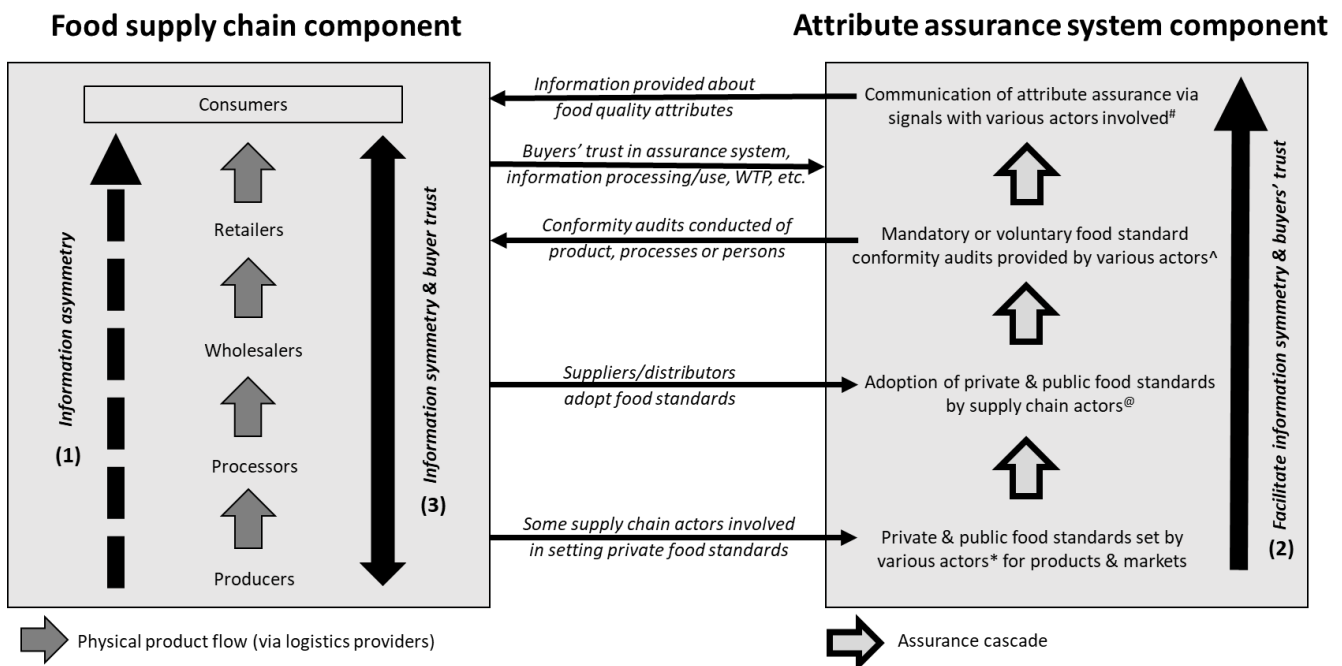 Food supply chain component
Attribute assurance system component
Consumers
Retailers
Wholesalers
Processors
Producers
Information asymmetry
(1)
Information symmetry & buyer trust
(3)
Information provided about
food quality attributes
Buyers’ trust in assurance system,
information processing/use, WTP, etc.
Conformity audits conducted of
product, processes or persons
Suppliers/distributors
adopt food standards
Some supply chain actors involved
in setting private food standards
Communication of attribute assurance via
signals with various actors involved#
Mandatory or voluntary food standard
conformity audits provided by various actors^
Adoption of private & public food standards
by supply chain actors@
Private & public food standards set by
various actors* for products & markets
Facilitate information symmetry & buyers’ trust
(2)
Physical product flow (via logistics providers)
Assurance cascade